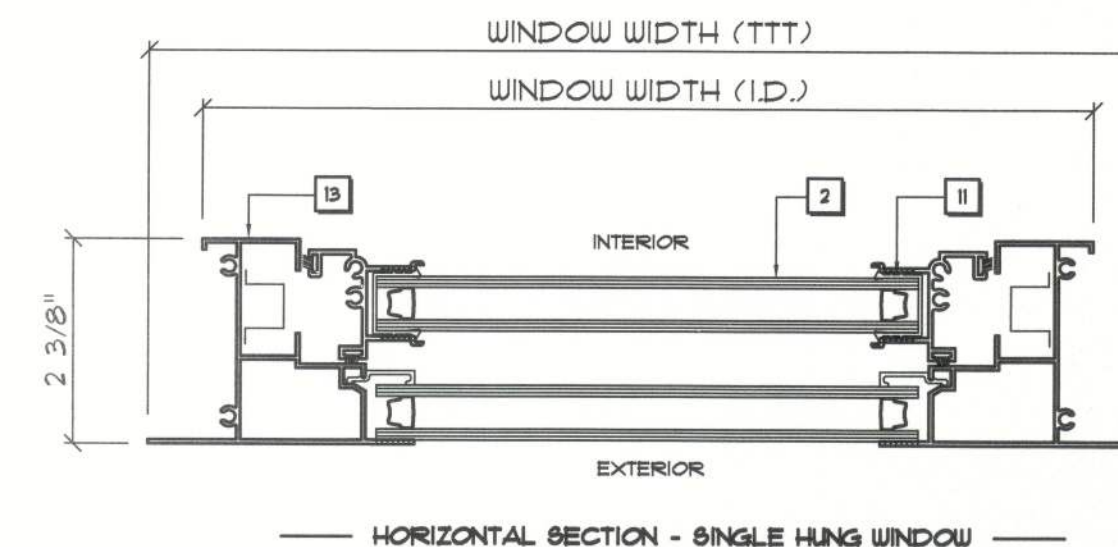 WINDOW WIDTH (TTT)
WINDOW WIDTH (I.D.)
13
2
11
INTERIOR
2 3/8"
EXTERIOR
HORIZONTAL SECTION - SINGLE HUNG WINDOW